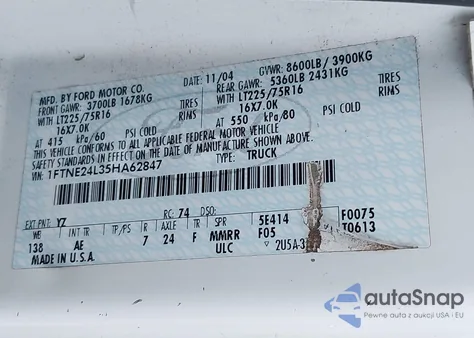 MFD. BY FORD MOTOR CO.
DATE: 11/04
GVWR: 8600LB/ 3900KG
FRONT GAWR: 3700LB 1678KG
REAR GAWR: 5360LB 2431KG
WITH LT225/75R16 TIRES
WITH LT225/75R16 TIRES
16X7.0K RIMS
16X7.0K RIMS
AT 415 kPa/60 PSI COLD
AT 550 kPa/80 PSI COLD
THIS VEHICLE CONFORMS TO ALL APPLICABLE FEDERAL MOTOR VEHICLE
SAFETY STANDARDS IN EFFECT ON THE DATE OF MANUFACTURE SHOWN ABOVE.
VIN: 1FTNE24L35HA62847
TYPE: TRUCK
EXT PNT: YZ RC: 74 DSO:
WB INT TR TP/PS R AXLE TR SPR 5E414 F0075
138 AE 7 24 F MMRR F05 T0613
MADE IN U.S.A. ULC 2U5A-3
autoSnap
Pewne auta z aukcji USA i EU